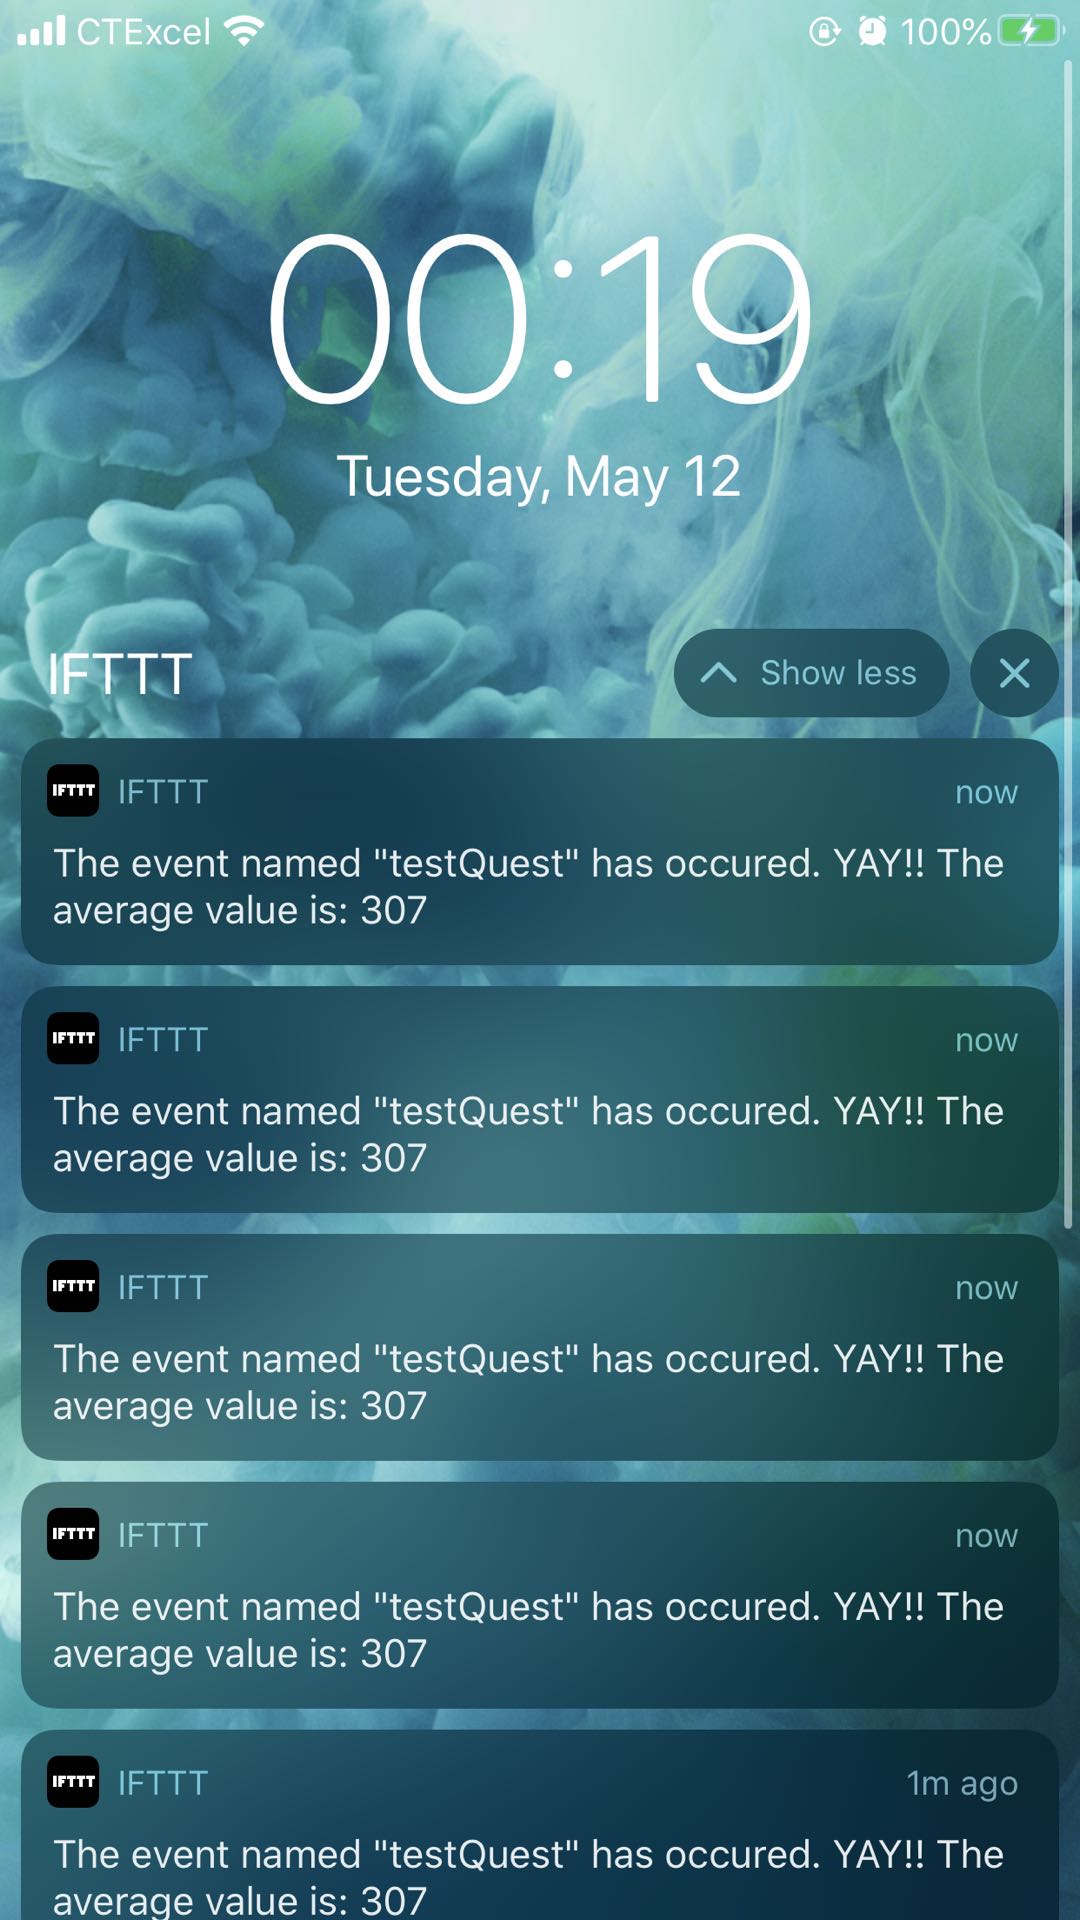 CTExcel 100%
00:19
Tuesday, May 12
IFTTT Show less
IFTTT IFTTT now
The event named "testQuest" has occured. YAY!! The
average value is: 307
IFTTT IFTTT now
The event named "testQuest" has occured. YAY!! The
average value is: 307
IFTTT IFTTT now
The event named "testQuest" has occured. YAY!! The
average value is: 307
IFTTT IFTTT now
The event named "testQuest" has occured. YAY!! The
average value is: 307
IFTTT IFTTT 1m ago
The event named "testQuest" has occured. YAY!! The
average value is: 307